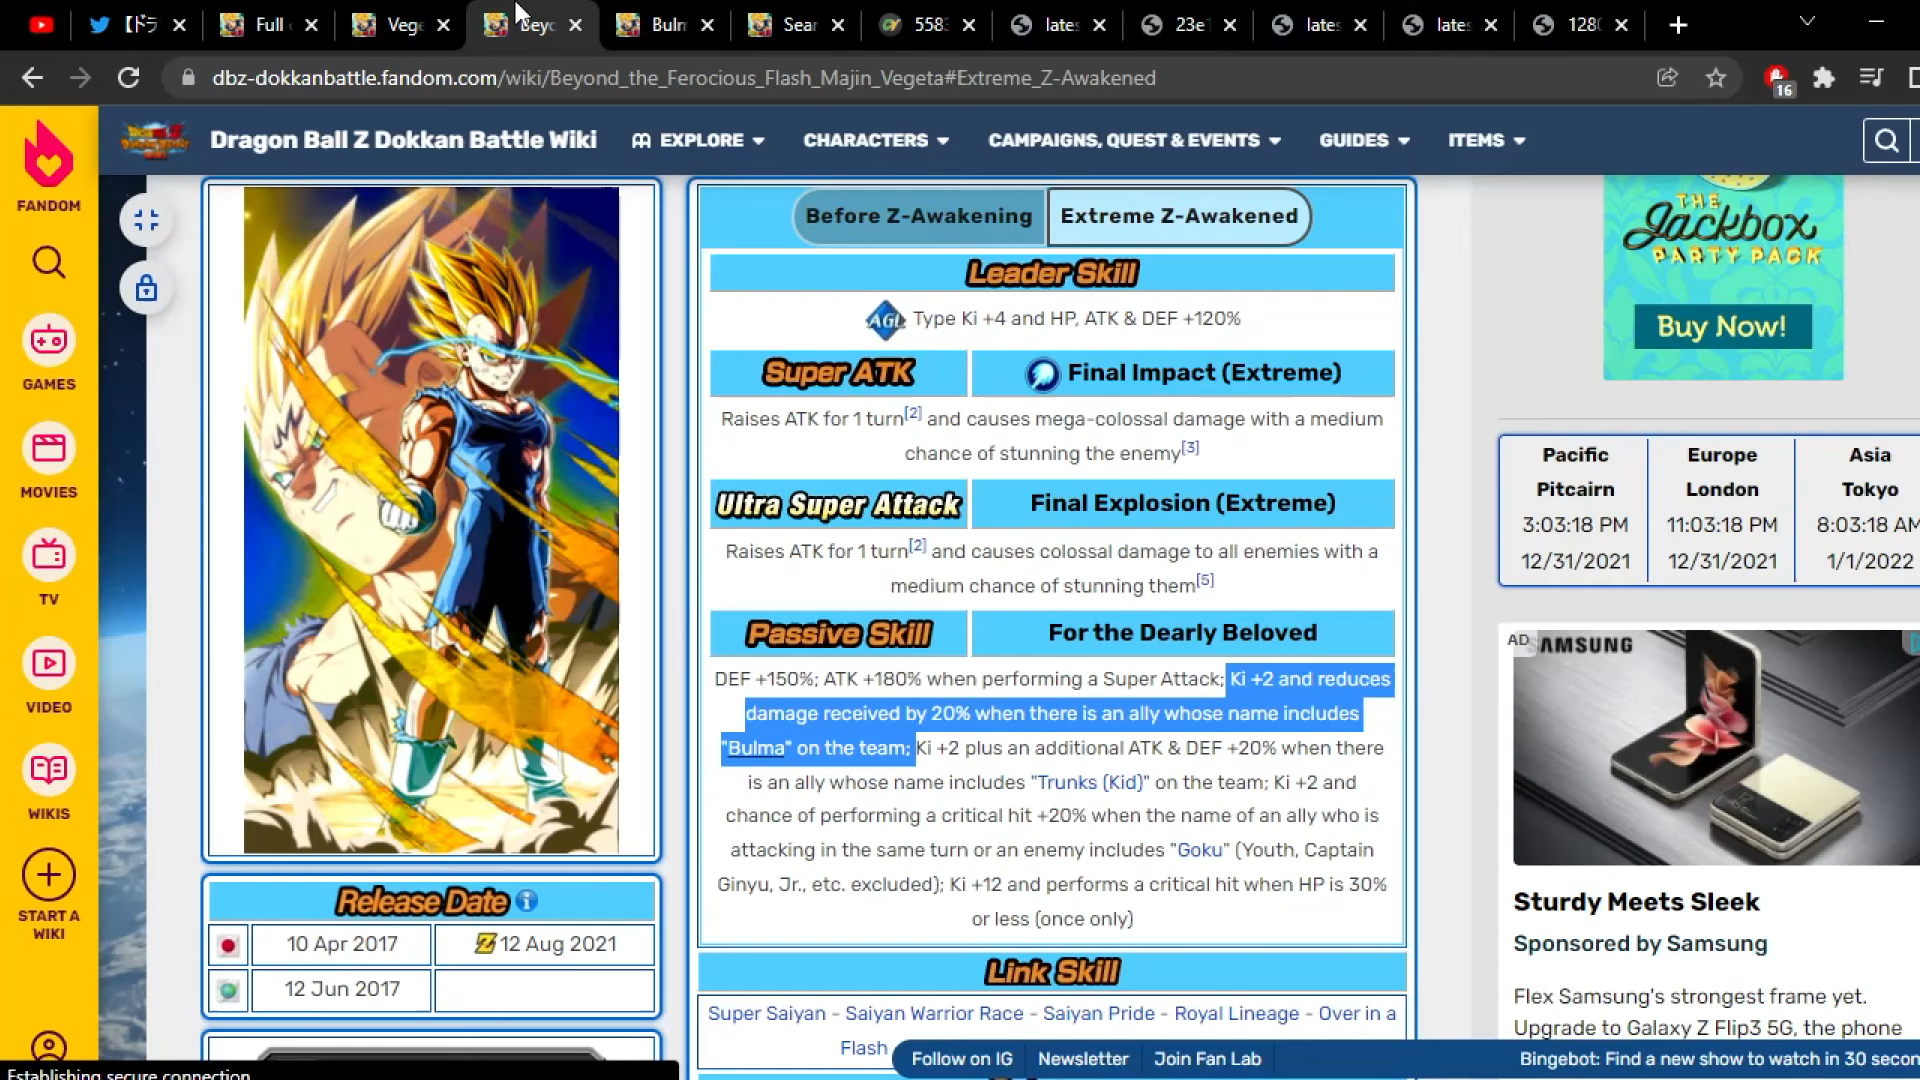 【ドラ
Full
Vege
Beyo
Bulm
Sear
558
lates
23e1
lates
lates
128
dbz-dokkanbattle.fandom.com/wiki/Beyond_the_Ferocious_Flash_Majin_Vegeta#Extreme_Z-Awakened
16
FANDOM
GAMES
MOVIES
TV
VIDEO
WIKIS
START A
WIKI
Dragon Ball Z Dokkan Battle Wiki
EXPLORE
CHARACTERS
CAMPAIGNS, QUEST & EVENTS
GUIDES
ITEMS
Before Z-Awakening
Extreme Z-Awakened
Leader Skill
AGL Type Ki +4 and HP, ATK & DEF +120%
Super ATK
Final Impact (Extreme)
Raises ATK for 1 turn[2] and causes mega-colossal damage with a medium
chance of stunning the enemy[3]
Ultra Super Attack
Final Explosion (Extreme)
Raises ATK for 1 turn[2] and causes colossal damage to all enemies with a
medium chance of stunning them[5]
Passive Skill
For the Dearly Beloved
DEF +150%; ATK +180% when performing a Super Attack; Ki +2 and reduces
damage received by 20% when there is an ally whose name includes
"Bulma" on the team; Ki +2 plus an additional ATK & DEF +20% when there
is an ally whose name includes "Trunks (Kid)" on the team; Ki +2 and
chance of performing a critical hit +20% when the name of an ally who is
attacking in the same turn or an enemy includes "Goku" (Youth, Captain
Ginyu, Jr., etc. excluded); Ki +12 and performs a critical hit when HP is 30%
or less (once only)
Link Skill
Super Saiyan - Saiyan Warrior Race - Saiyan Pride - Royal Lineage - Over in a
Flash
Release Date
10 Apr 2017
Z 12 Aug 2021
12 Jun 2017
THE
Jackbox
PARTY PACK
Buy Now!
Pacific
Pitcairn
3:03:18 PM
12/31/2021
Europe
London
11:03:18 PM
12/31/2021
Asia
Tokyo
8:03:18 AM
1/1/2022
AD
SAMSUNG
Sturdy Meets Sleek
Sponsored by Samsung
Flex Samsung's strongest frame yet.
Upgrade to Galaxy Z Flip3 5G, the phone
Follow on IG
Newsletter
Join Fan Lab
Bingebot: Find a new show to watch in 30 secon
Establishing secure connection